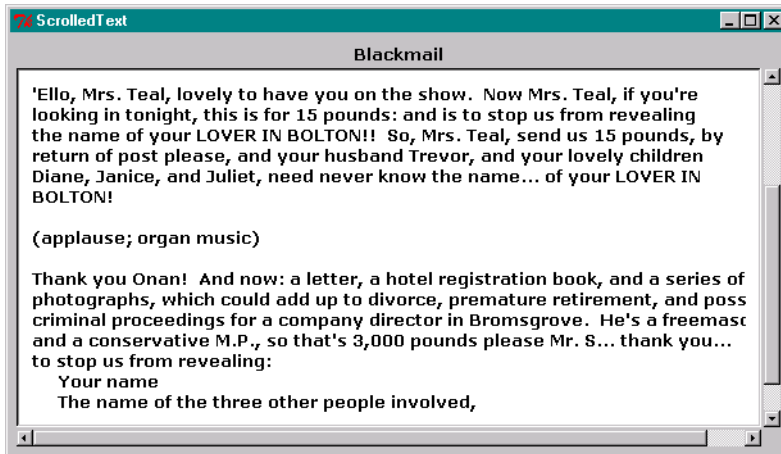 ScrolledText
Blackmail
'Ello, Mrs. Teal, lovely to have you on the show.  Now Mrs. Teal, if you're
looking in tonight, this is for 15 pounds: and is to stop us from revealing
the name of your LOVER IN BOLTON!!  So, Mrs. Teal, send us 15 pounds, by
return of post please, and your husband Trevor, and your lovely children
Diane, Janice, and Juliet, need never know the name... of your LOVER IN
BOLTON!
(applause; organ music)
Thank you Onan!  And now: a letter, a hotel registration book, and a series of
photographs, which could add up to divorce, premature retirement, and poss
criminal proceedings for a company director in Bromsgrove.  He's a freemas
and a conservative M.P., so that's 3,000 pounds please Mr. S... thank you...
to stop us from revealing:
Your name
The name of the three other people involved,